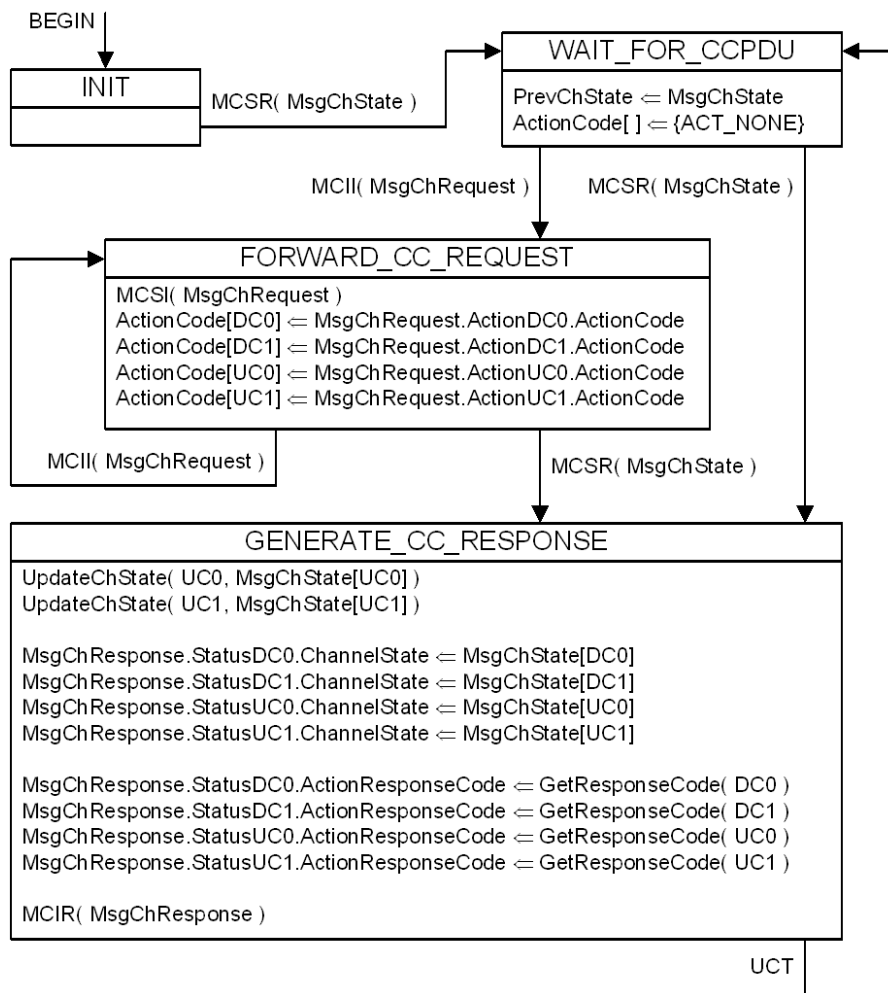 BEGIN
INIT
MCSR( MsgChState )
WAIT_FOR_CCPDU
PrevChState ⇐ MsgChState
ActionCode[ ] ⇐ {ACT_NONE}
MCII( MsgChRequest )
MCSR( MsgChState )
FORWARD_CC_REQUEST
MCSI( MsgChRequest )
ActionCode[DC0] ⇐ MsgChRequest.ActionDC0.ActionCode
ActionCode[DC1] ⇐ MsgChRequest.ActionDC1.ActionCode
ActionCode[UC0] ⇐ MsgChRequest.ActionUC0.ActionCode
ActionCode[UC1] ⇐ MsgChRequest.ActionUC1.ActionCode
MCII( MsgChRequest )
MCSR( MsgChState )
GENERATE_CC_RESPONSE
UpdateChState( UC0, MsgChState[UC0] )
UpdateChState( UC1, MsgChState[UC1] )
MsgChResponse.StatusDC0.ChannelState ⇐ MsgChState[DC0]
MsgChResponse.StatusDC1.ChannelState ⇐ MsgChState[DC1]
MsgChResponse.StatusUC0.ChannelState ⇐ MsgChState[UC0]
MsgChResponse.StatusUC1.ChannelState ⇐ MsgChState[UC1]
MsgChResponse.StatusDC0.ActionResponseCode ⇐ GetResponseCode( DC0 )
MsgChResponse.StatusDC1.ActionResponseCode ⇐ GetResponseCode( DC1 )
MsgChResponse.StatusUC0.ActionResponseCode ⇐ GetResponseCode( UC0 )
MsgChResponse.StatusUC1.ActionResponseCode ⇐ GetResponseCode( UC1 )
MCIR( MsgChResponse )
UCT